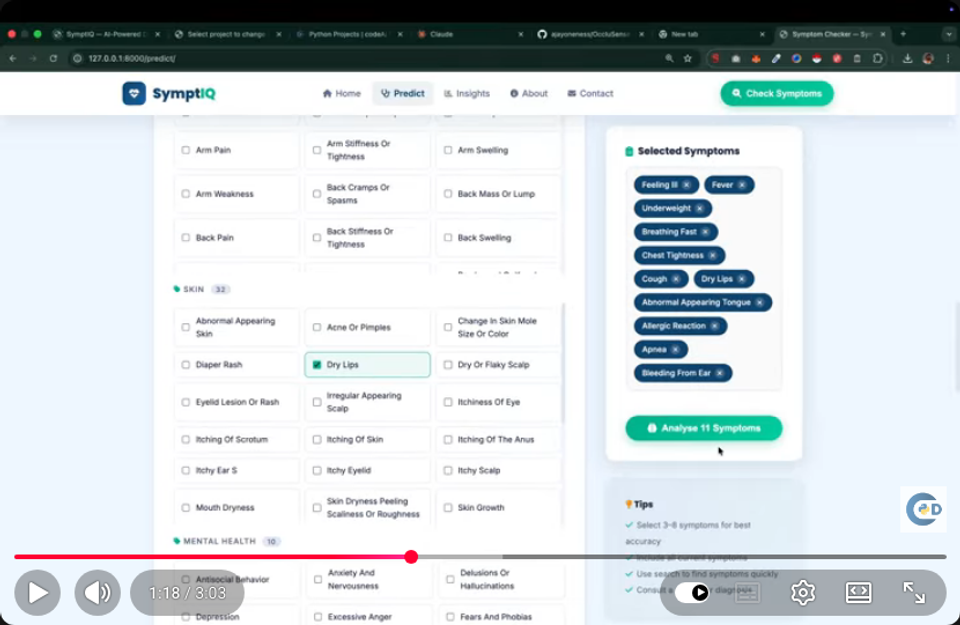 SymptIQ — AI-Powered
Select project to change
Python Projects | codeA
Claude
ajayoneness/OccluSens
New tab
Symptom Checker — Sy
127.0.0.1:8000/predict/
SymptIQ
Home
Predict
Insights
About
Contact
Check Symptoms
Arm Pain
Arm Stiffness Or
Tightness
Arm Swelling
Arm Weakness
Back Cramps Or
Spasms
Back Mass Or Lump
Back Pain
Back Stiffness Or
Tightness
Back Swelling
SKIN 32
Abnormal Appearing
Skin
Acne Or Pimples
Change In Skin Mole
Size Or Color
Diaper Rash
Dry Lips
Dry Or Flaky Scalp
Eyelid Lesion Or Rash
Irregular Appearing
Scalp
Itchiness Of Eye
Itching Of Scrotum
Itching Of Skin
Itching Of The Anus
Itchy Ear S
Itchy Eyelid
Itchy Scalp
Mouth Dryness
Skin Dryness Peeling
Scaliness Or Roughness
Skin Growth
MENTAL HEALTH 10
Antisocial Behavior
Anxiety And
Nervousness
Delusions Or
Hallucinations
Depression
Excessive Anger
Fears And Phobias
Selected Symptoms
Feeling Ill
Fever
Underweight
Breathing Fast
Chest Tightness
Cough
Dry Lips
Abnormal Appearing Tongue
Allergic Reaction
Apnea
Bleeding From Ear
Analyse 11 Symptoms
Tips
Select 3-8 symptoms for best
accuracy
Include all current symptoms
Use search to find symptoms quickly
Consult a
diagnosis
1:18 / 3:03